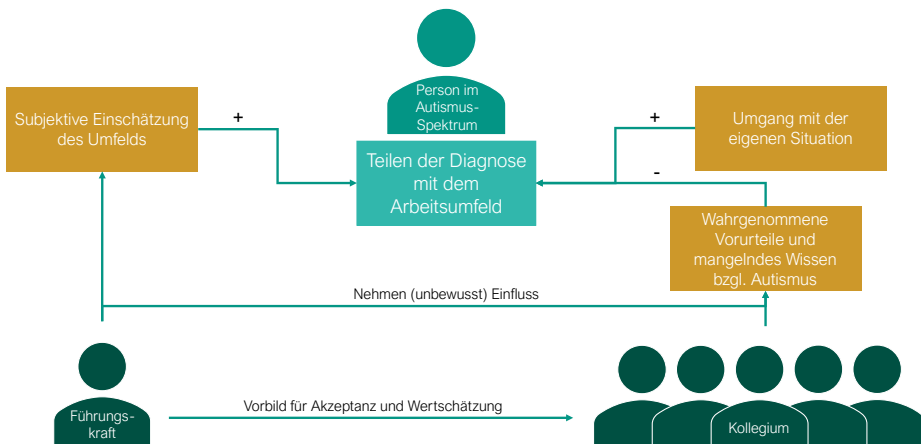 Person im
Autismus-
Spektrum
Subjektive Einschätzung
des Umfelds
+
Teilen der Diagnose
mit dem
Arbeitsumfeld
+
-
Umgang mit der
eigenen Situation
Wahrgenommene
Vorurteile und
mangelndes Wissen
bzgl. Autismus
Nehmen (unbewusst) Einfluss
Führungs-
kraft
Vorbild für Akzeptanz und Wertschätzung
Kollegium